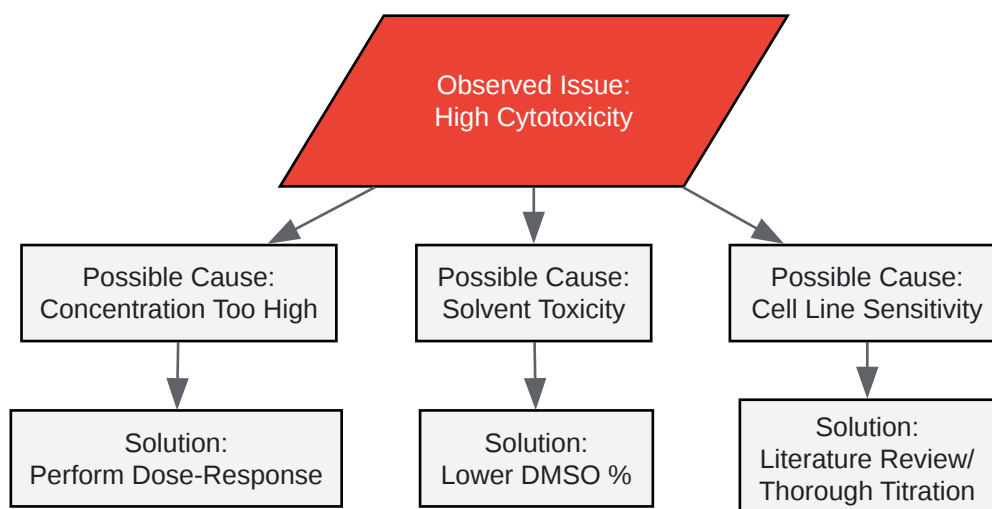 Observed Issue:
High Cytotoxicity
Possible Cause:
Concentration Too High
Possible Cause:
Solvent Toxicity
Possible Cause:
Cell Line Sensitivity
Solution:
Perform Dose-Response
Solution:
Lower DMSO %
Solution:
Literature Review/
Thorough Titration